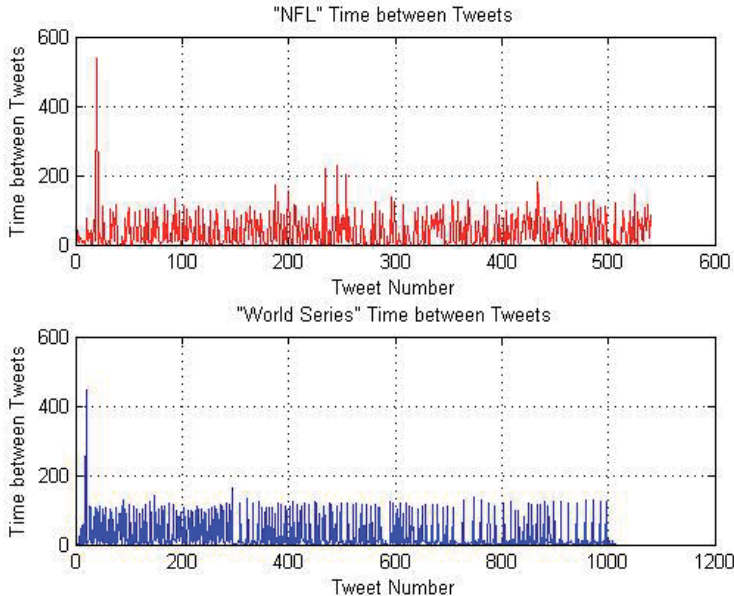 "NFL" Time between Tweets
600
400
200
0
Time between Tweets
0 100 200 300 400 500 600
Tweet Number
"World Series" Time between Tweets
600
400
200
0
Time between Tweets
0 200 400 600 800 1000 1200
Tweet Number